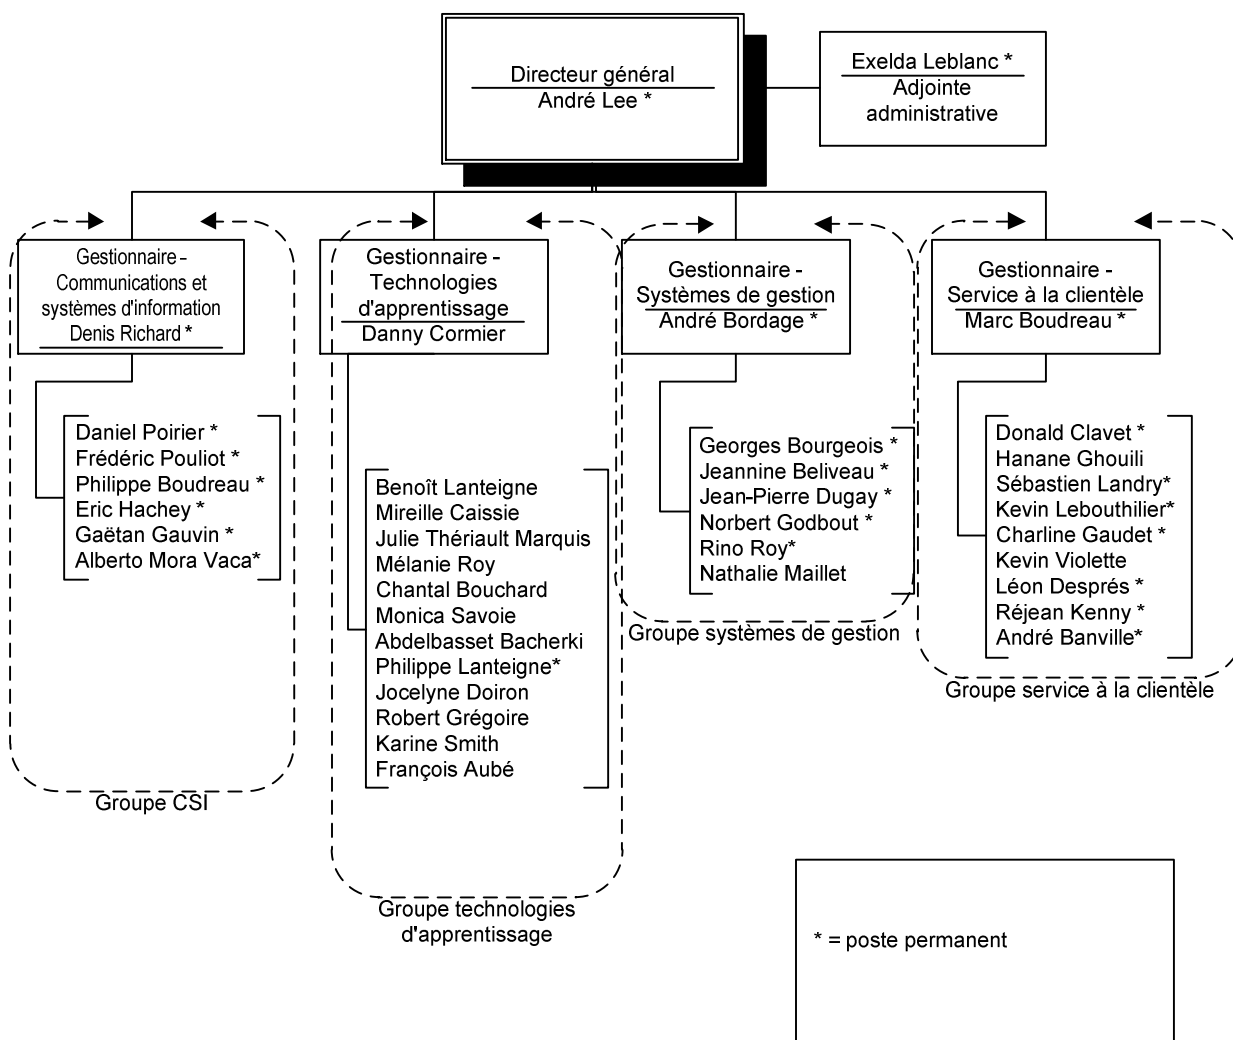 Directeur général
André Lee *
Exelda Leblanc *
Adjointe
administrative
Gestionnaire -
Communications et
systèmes d'information
Denis Richard *
Gestionnaire -
Technologies
d'apprentissage
Danny Cormier
Gestionnaire -
Systèmes de gestion
André Bordage *
Gestionnaire -
Service à la clientèle
Marc Boudreau *
Daniel Poirier *
Frédéric Pouliot *
Philippe Boudreau *
Eric Hachey *
Gaëtan Gauvin *
Alberto Mora Vaca*
Groupe CSI
Benoît Lanteigne
Mireille Caissie
Julie Thériault Marquis
Mélanie Roy
Chantal Bouchard
Monica Savoie
Abdelbasset Bacherki
Philippe Lanteigne*
Jocelyne Doiron
Robert Grégoire
Karine Smith
François Aubé
Groupe technologies
d'apprentissage
Georges Bourgeois *
Jeannine Beliveau *
Jean-Pierre Dugay *
Norbert Godbout *
Rino Roy*
Nathalie Maillet
Groupe systèmes de gestion
Donald Clavet *
Hanane Ghouili
Sébastien Landry*
Kevin Lebouthilier*
Charline Gaudet *
Kevin Violette
Léon Després *
Réjean Kenny *
André Banville*
Groupe service à la clientèle
* = poste permanent